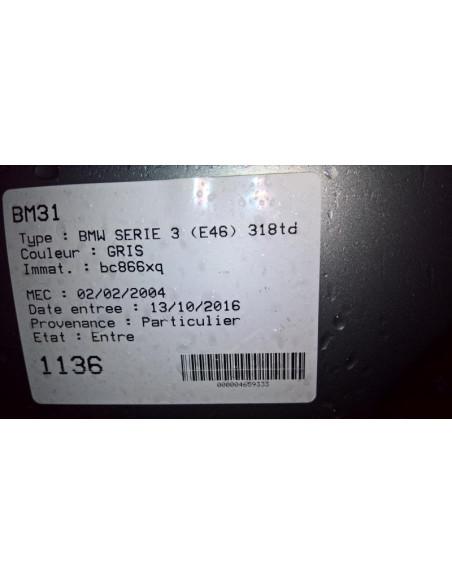 BM31
Type : BMW SERIE 3 (E46) 318td
Couleur : GRIS
Immat. : bc866xq
MEC : 02/02/2004
Date entree : 13/10/2016
Provenance : Particulier
Etat : Entre
1136
000004659333